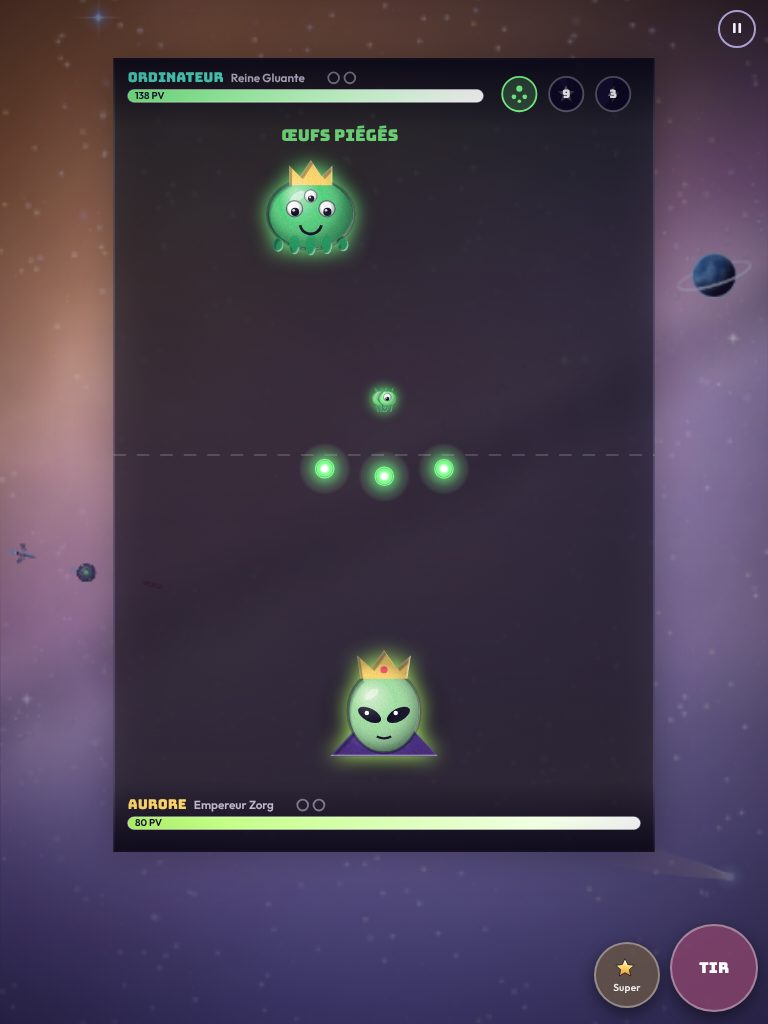 ORDINATEUR Reine Gluante
138 PV
9
3
ŒUFS PIÉGÉS
AURORE Empereur Zorg
80 PV
TIR
Super